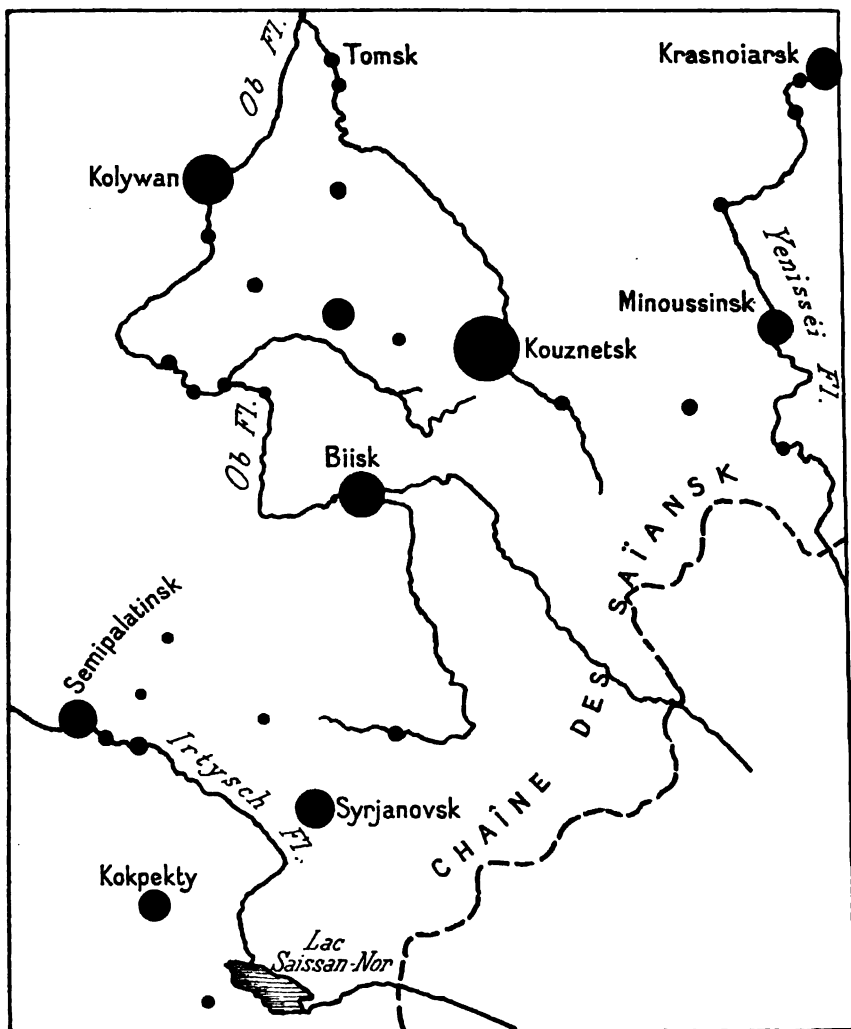 Ob Fl.
Tomsk
Krasnoiarsk
Kolywan
Yenisséi Fl.
Minoussinsk
Kouznetsk
Ob Fl.
Biisk
CHAÎNE DES SAÏANSK
Semipalatinsk
Irtysch Fl.
Syrjanovsk
Kokpekty
Lac
Saissan-Nor